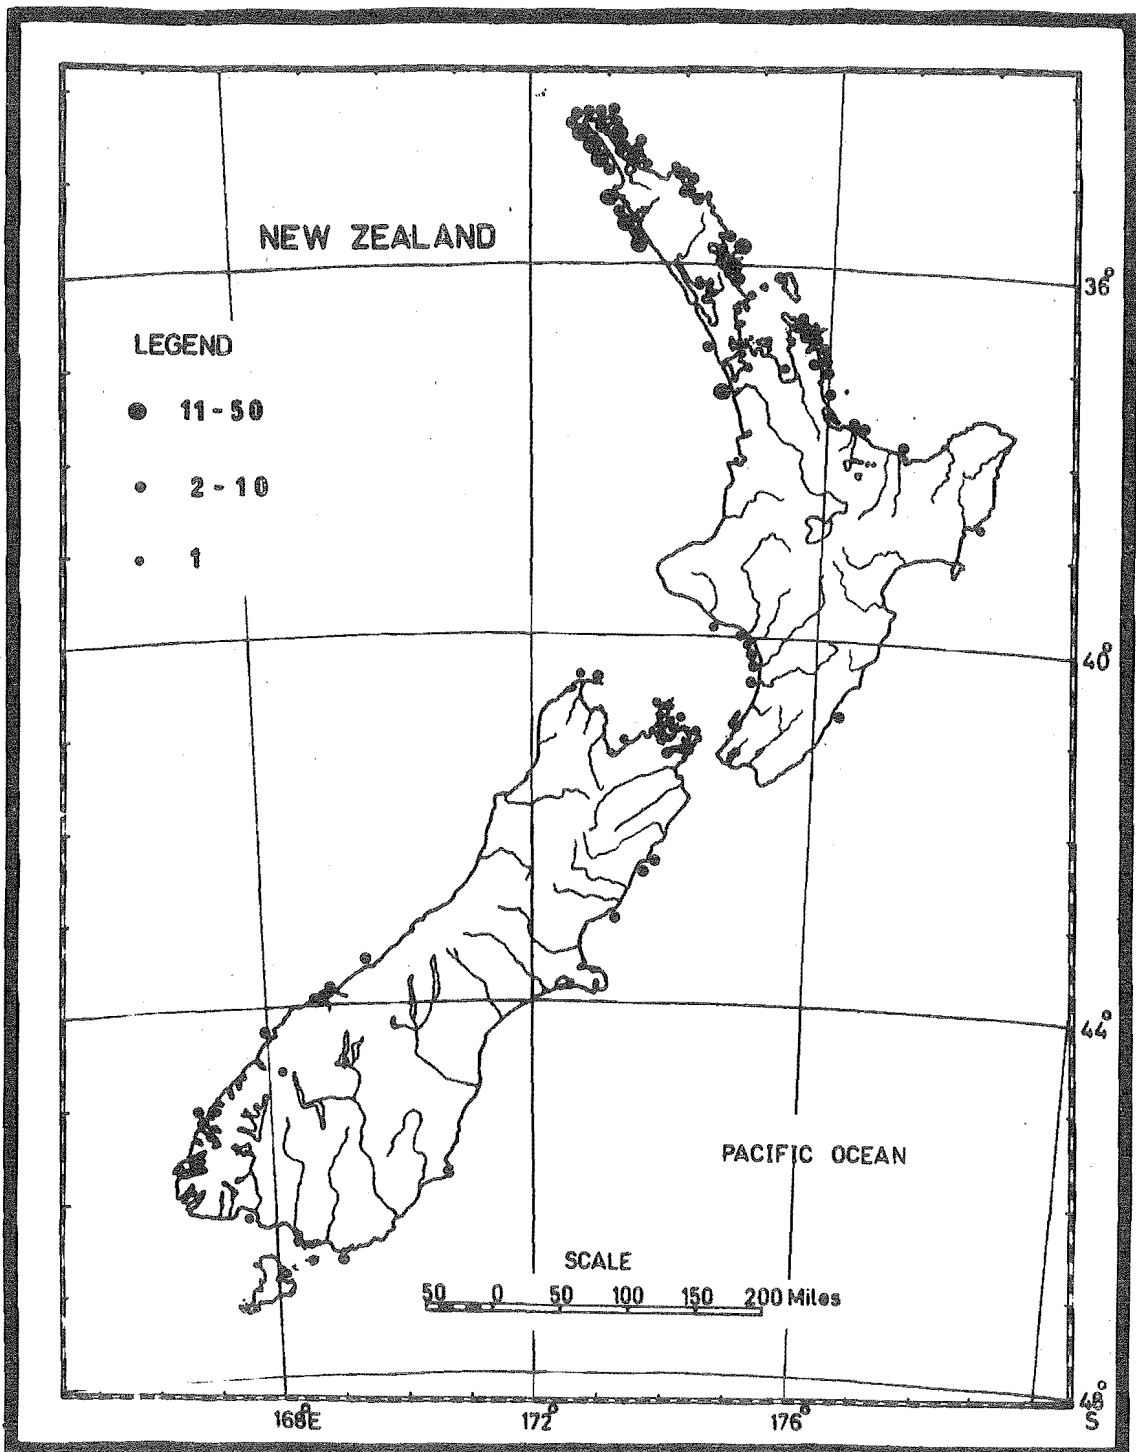 NEW ZEALAND
36°
LEGEND
11-50
2-10
1
40°
44°
PACIFIC OCEAN
SCALE
50 0 50 100 150 200 Miles
48°
S
168°E 172° 176°